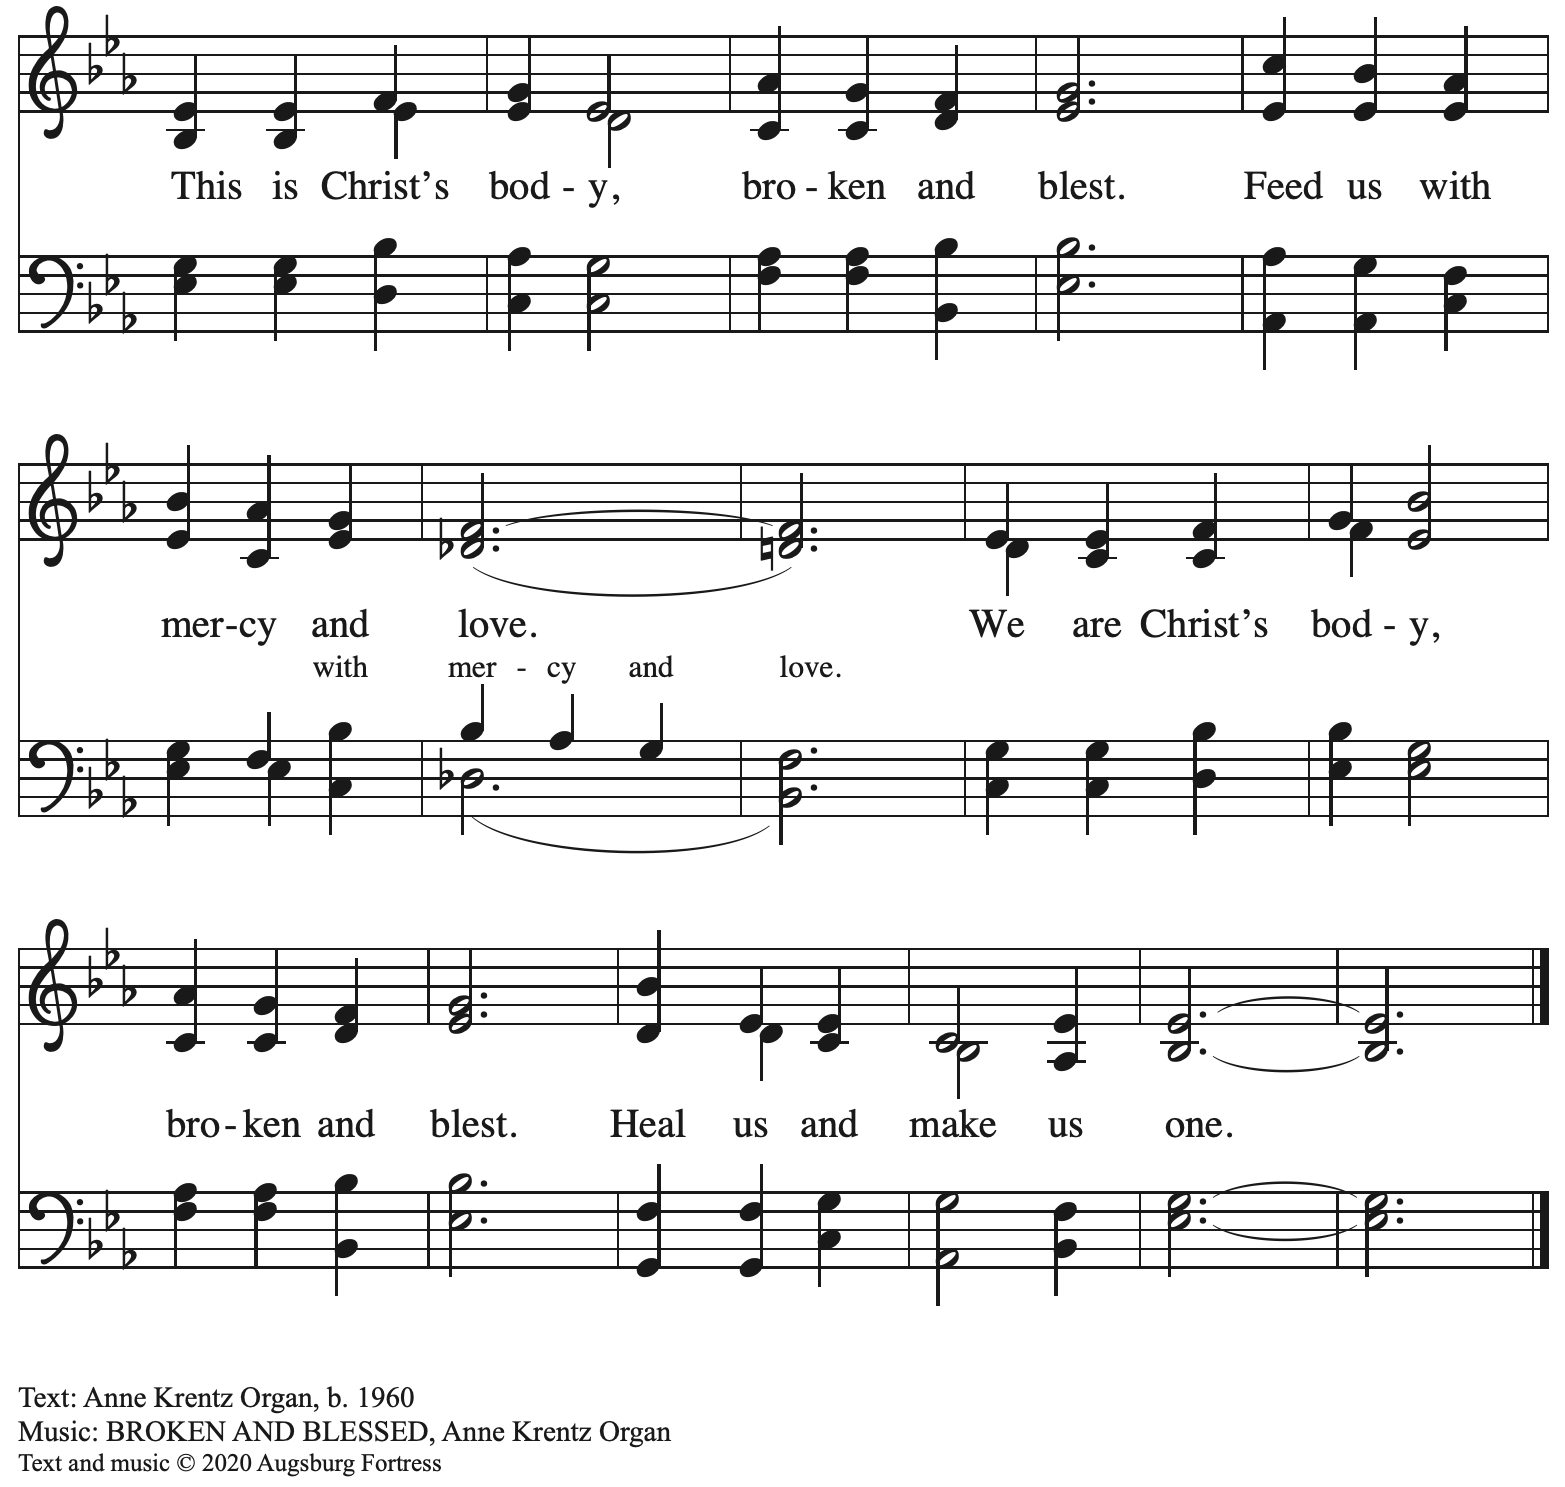 This is Christ's bod - y, bro - ken and blest. Feed us with
mer-cy and love. We are Christ's bod - y,
with mer - cy and love.
bro-ken and blest. Heal us and make us one.
Text: Anne Krentz Organ, b. 1960
Music: BROKEN AND BLESSED, Anne Krentz Organ
Text and music © 2020 Augsburg Fortress